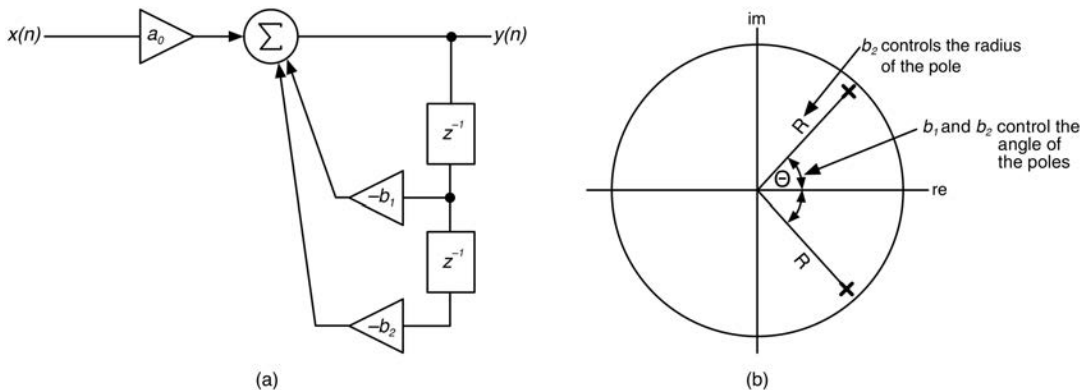 x(n)
a₀
Σ
y(n)
z⁻¹
–b₁
z⁻¹
–b₂
(a)
im
b₂ controls the radius
of the pole
R
b₁ and b₂ control the
angle of
the poles
Θ
re
R
(b)